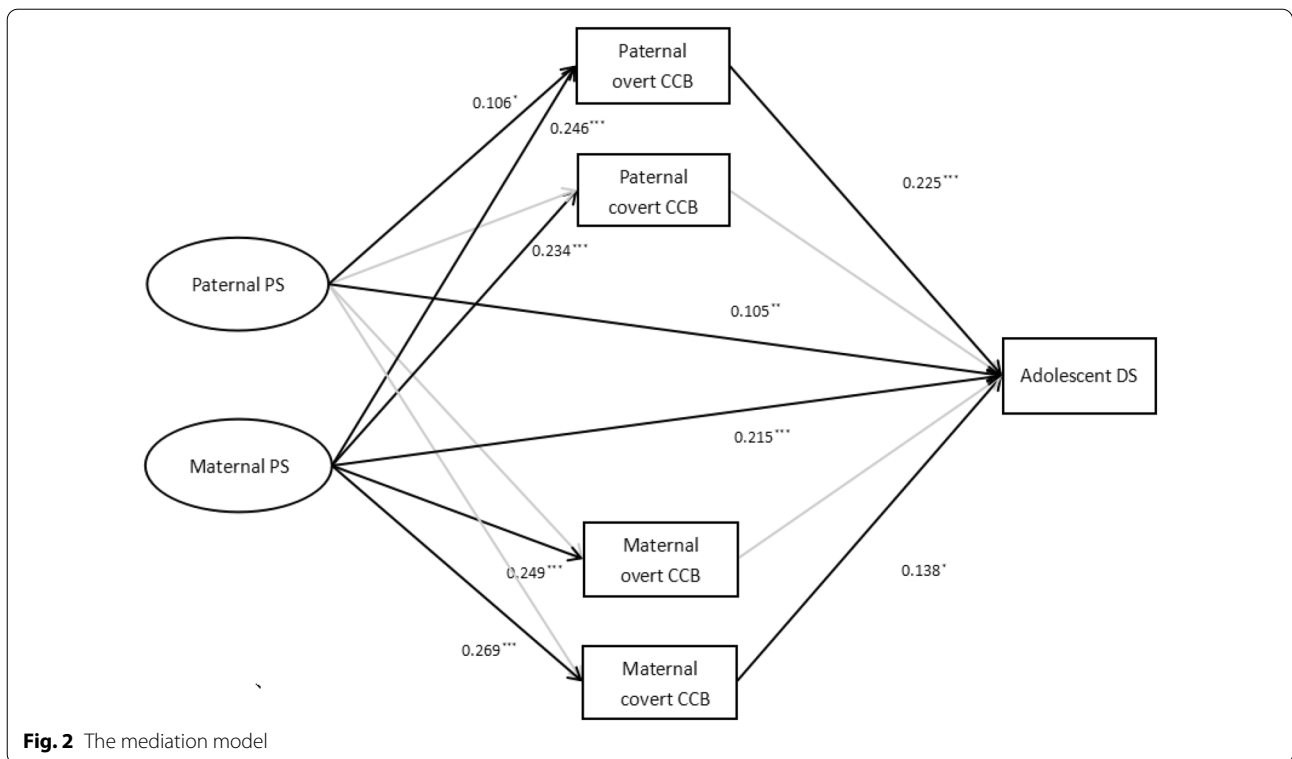 Paternal
overt CCB
0.106*
0.246***
Paternal
covert CCB
0.225***
0.234***
Paternal PS
0.105**
Adolescent DS
Maternal PS
0.215***
Maternal
overt CCB
0.249***
0.138*
0.269***
Maternal
covert CCB
、
Fig. 2 The mediation model